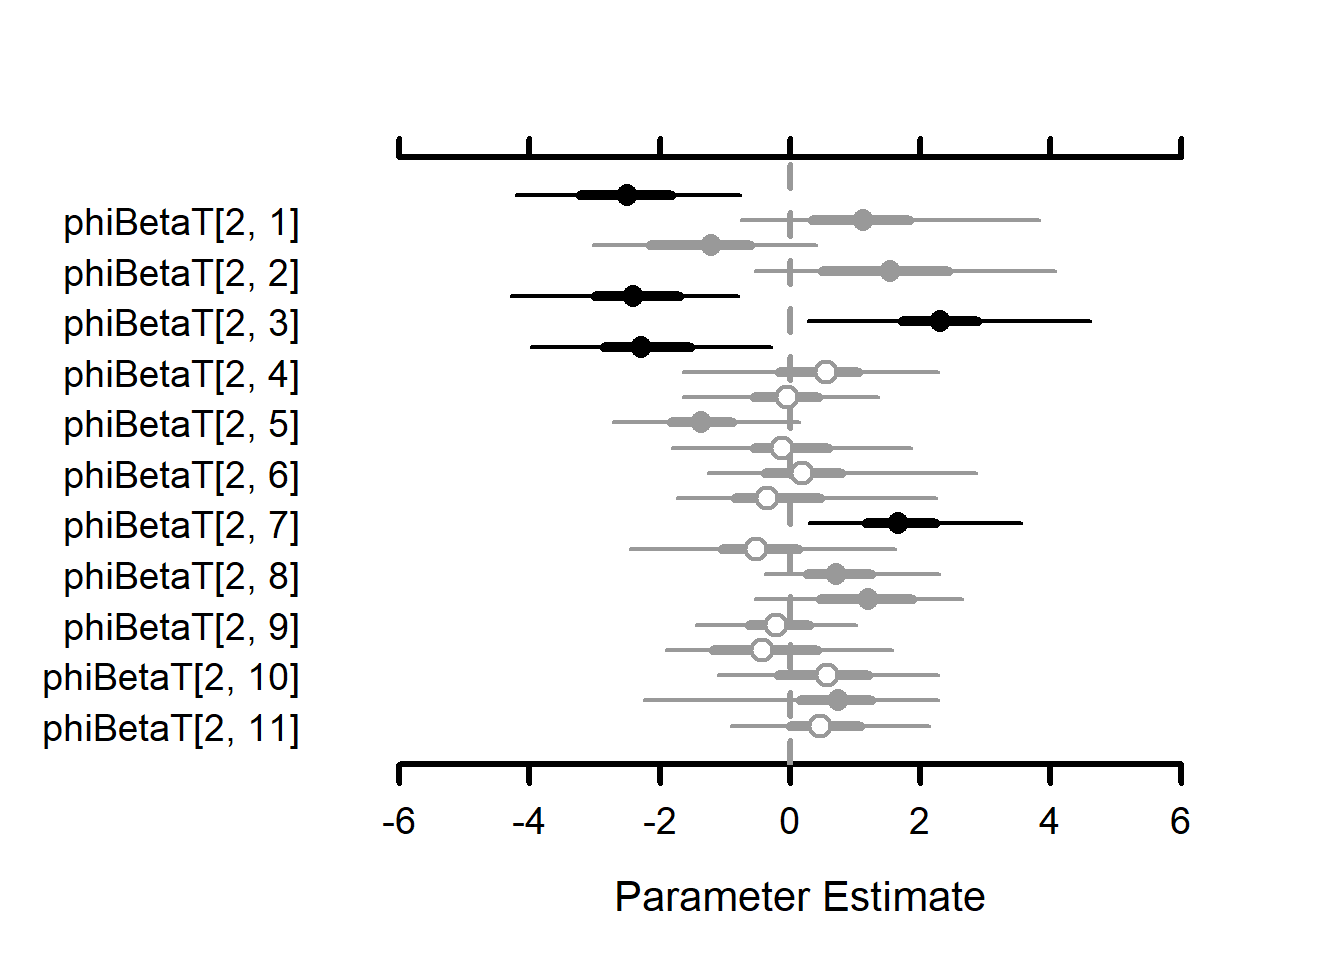 phiBetaT[2, 1]
phiBetaT[2, 2]
phiBetaT[2, 3]
phiBetaT[2, 4]
phiBetaT[2, 5]
phiBetaT[2, 6]
phiBetaT[2, 7]
phiBetaT[2, 8]
phiBetaT[2, 9]
phiBetaT[2, 10]
phiBetaT[2, 11]
-6 -4 -2 0 2 4 6
Parameter Estimate